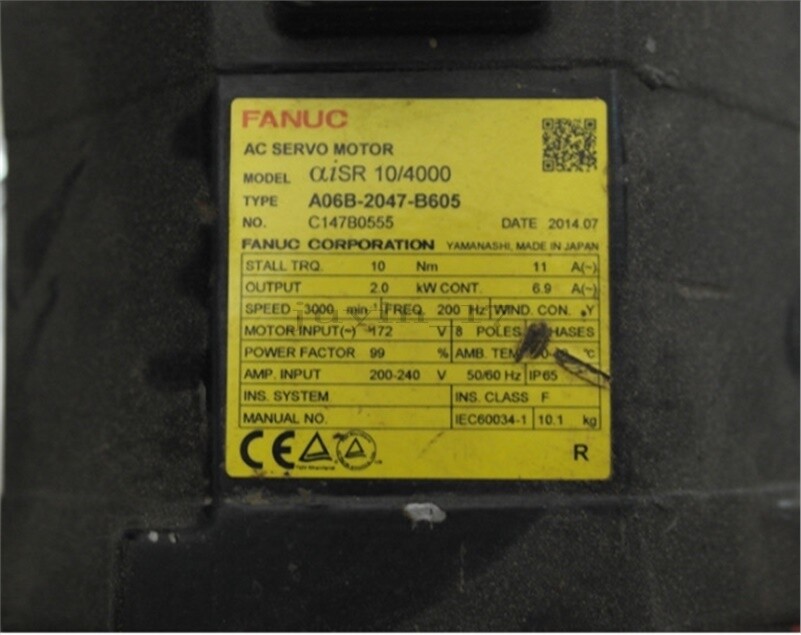 FANUC
AC SERVO MOTOR
MODEL αiSR 10/4000
TYPE A06B-2047-B605
NO. C147B0555 DATE 2014.07
FANUC CORPORATION YAMANASHI, MADE IN JAPAN
STALL TRQ. 10 Nm 11 A(~)
OUTPUT 2.0 kW CONT. 6.9 A(~)
SPEED 3000 min⁻¹ FREQ. 200 Hz WIND. CON. Y
MOTOR INPUT(~) 172 V 8 POLES
POWER FACTOR 99 % AMB. °C
AMP. INPUT 200-240 V 50/60 Hz IP65
INS. SYSTEM INS. CLASS F
MANUAL NO. IEC60034-1 10.1 kg
CE R